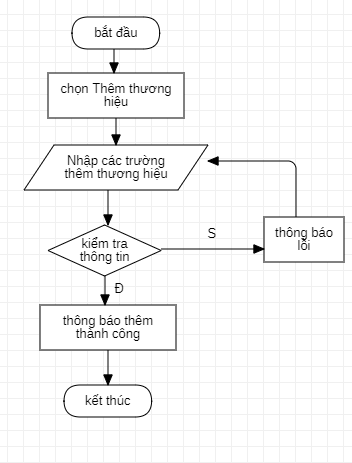 bắt đầu
chọn Thêm thương
hiệu
Nhập các trường
thêm thương hiệu
kiểm tra
thông tin
S
thông báo
lỗi
Đ
thông báo thêm
thành công
kết thúc